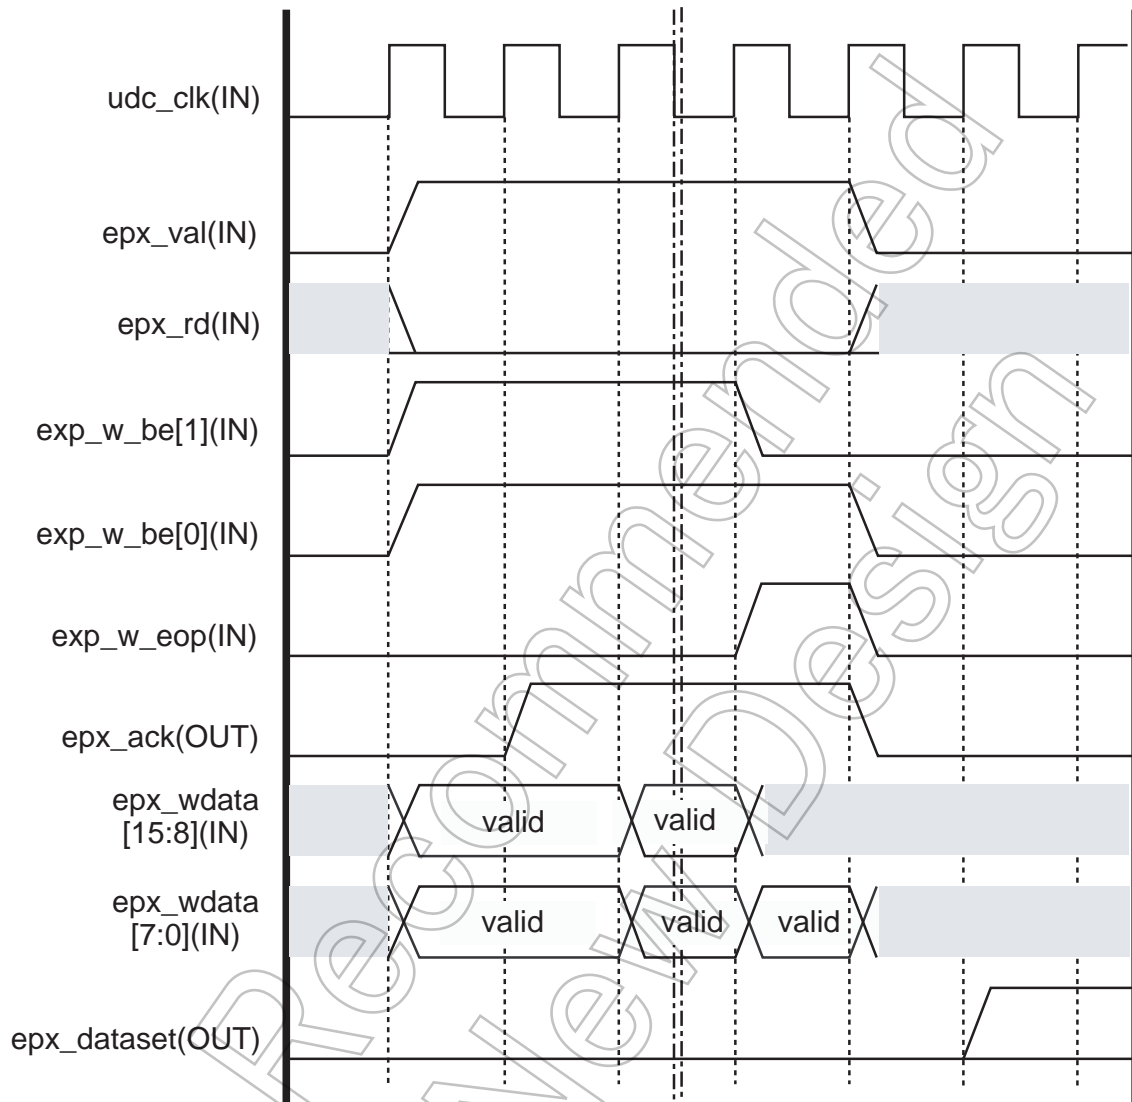 udc_clk(IN)
epx_val(IN)
epx_rd(IN)
exp_w_be[1](IN)
exp_w_be[0](IN)
exp_w_eop(IN)
epx_ack(OUT)
epx_wdata
[15:8](IN)
valid valid
epx_wdata
[7:0](IN)
valid valid valid
epx_dataset(OUT)
Recommended
New Design